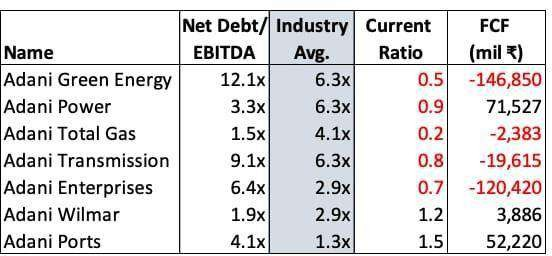 Name Net Debt/ EBITDA Industry Avg. Current Ratio FCF (mil ₹)
Adani Green Energy 12.1x 6.3x 0.5 -146,850
Adani Power 3.3x 6.3x 0.9 71,527
Adani Total Gas 1.5x 4.1x 0.2 -2,383
Adani Transmission 9.1x 6.3x 0.8 -19,615
Adani Enterprises 6.4x 2.9x 0.7 -120,420
Adani Wilmar 1.9x 2.9x 1.2 3,886
Adani Ports 4.1x 1.3x 1.5 52,220